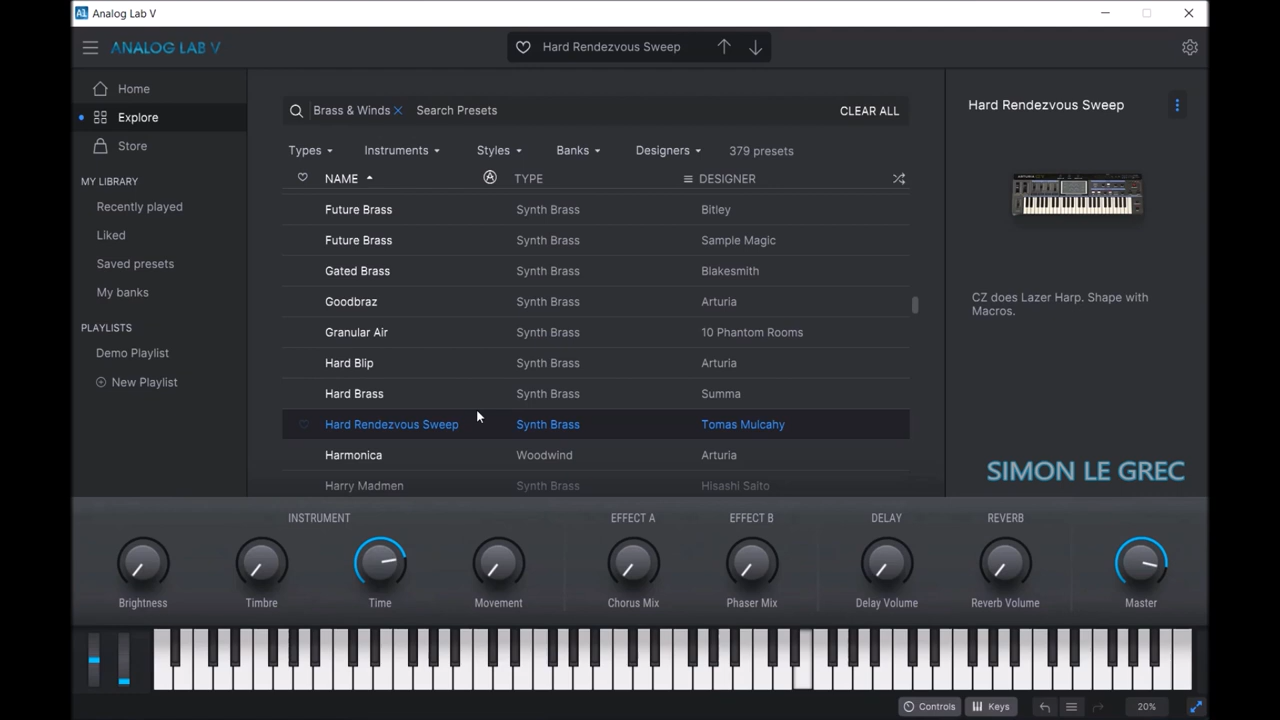 Analog Lab V
ANALOG LAB V
Hard Rendezvous Sweep
Home
Explore
Store
MY LIBRARY
Recently played
Liked
Saved presets
My banks
PLAYLISTS
Demo Playlist
New Playlist
Brass & Winds Search Presets CLEAR ALL
Types Instruments Styles Banks Designers 379 presets
NAME TYPE DESIGNER
Future Brass Synth Brass Bitley
Future Brass Synth Brass Sample Magic
Gated Brass Synth Brass Blakesmith
Goodbraz Synth Brass Arturia
Granular Air Synth Brass 10 Phantom Rooms
Hard Blip Synth Brass Arturia
Hard Brass Synth Brass Summa
Hard Rendezvous Sweep Synth Brass Tomas Mulcahy
Harmonica Woodwind Arturia
Harry Madmen Synth Brass Hisashi Saito
Hard Rendezvous Sweep
CZ does Lazer Harp. Shape with
Macros.
SIMON LE GREC
INSTRUMENT EFFECT A EFFECT B DELAY REVERB
Brightness Timbre Time Movement Chorus Mix Phaser Mix Delay Volume Reverb Volume Master
Controls Keys 20%